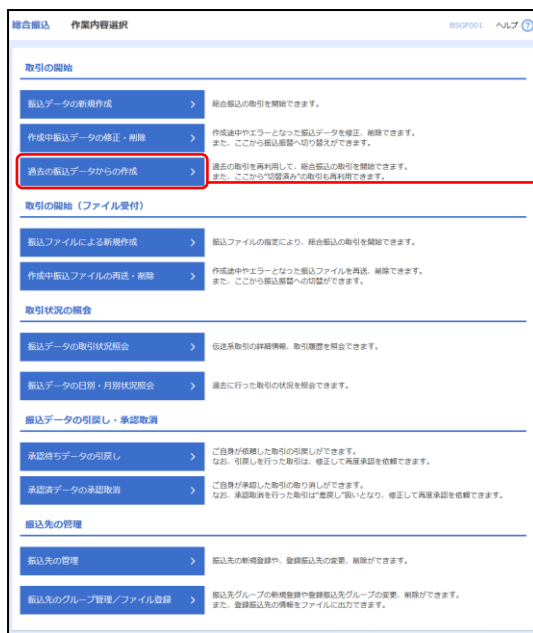 総合振込 作業内容選択 BSGF001 ヘルプ ?
取引の開始
振込データの新規作成 総合振込の取引を開始できます。
作成中振込データの修正・削除 作成途中やエラーとなった振込データを修正、削除できます。
また、ここから振込振替へ切り替えができます。
過去の振込データからの作成 過去の取引を再利用して、総合振込の取引を開始できます。
また、ここから"切替済み"の取引も再利用できます。
取引の開始（ファイル受付）
振込ファイルによる新規作成 振込ファイルの指定により、総合振込の取引を開始できます。
作成中振込ファイルの再送・削除 作成途中やエラーとなった振込ファイルを再送、削除できます。
また、ここから振込振替への切替ができます。
取引状況の照会
振込データの取引状況照会 伝送系取引の詳細情報、取引履歴を照会できます。
振込データの日別・月別状況照会 過去に行った取引の状況を照会できます。
振込データの引戻し・承認取消
承認待ちデータの引戻し ご自身が依頼した取引の引戻しができます。
なお、引戻しを行った取引は、修正して再度承認を依頼できます。
承認済データの承認取消 ご自身が承認した取引の取り消しができます。
なお、承認取消を行った取引は"差戻し"扱いとなり、修正して再度承認を依頼できます。
振込先の管理
振込先の管理 振込先の新規登録や、登録振込先の変更、削除ができます。
振込先のグループ管理／ファイル登録 振込先グループの新規登録や登録振込先グループの変更、削除ができます。
また、登録振込先の情報をファイルに出力できます。